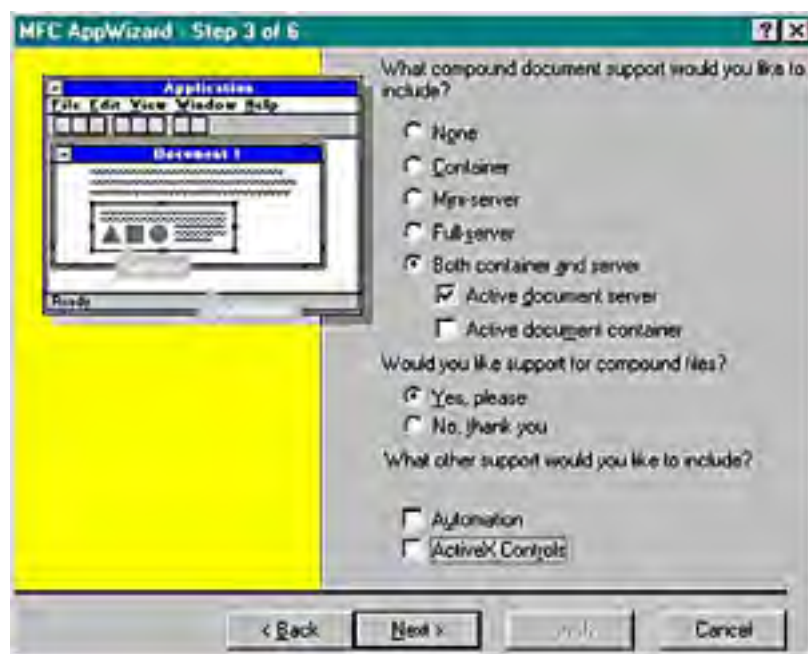 MFC AppWizard - Step 3 of 6
Application
File Edit View Window Help
Document 1
Ready
What compound document support would you like to
include?
None
Container
Mini-server
Full-server
Both container and server
Active document server
Active document container
Would you like support for compound files?
Yes, please
No, thank you
What other support would you like to include?
Automation
ActiveX Controls
< Back
Next >
Cancel